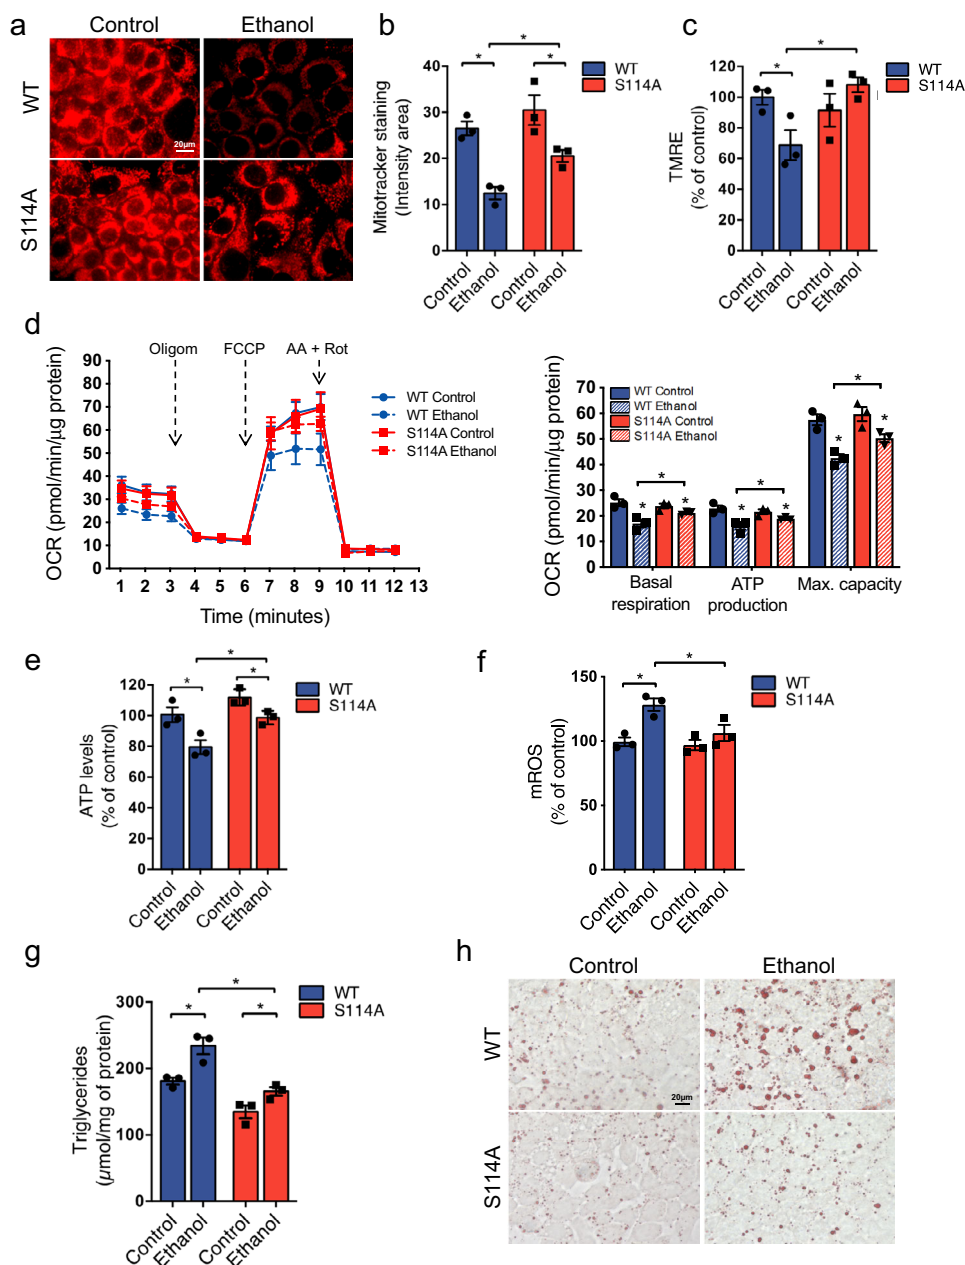 a
Control
Ethanol
WT
20µm
S114A
b
WT
S114A
Mitotracker staining
(Intensity area)
40
30
20
10
0
*
*
*
Control
Ethanol
Control
Ethanol
c
WT
S114A
TMRE
(% of control)
120
100
80
60
40
20
0
*
*
Control
Ethanol
Control
Ethanol
d
OCR (pmol/min/µg protein)
90
80
70
60
50
40
30
20
10
0
Oligom
FCCP
AA + Rot
WT Control
WT Ethanol
S114A Control
S114A Ethanol
1 2 3 4 5 6 7 8 9 10 11 12 13
Time (minutes)
OCR (pmol/min/µg protein)
70
60
50
40
30
20
10
0
WT Control
WT Ethanol
S114A Control
S114A Ethanol
*
* *
*
* *
*
* *
Basal
respiration
ATP
production
Max. capacity
e
ATP levels
(% of control)
120
100
80
60
40
20
0
*
* *
WT
S114A
Control
Ethanol
Control
Ethanol
f
mROS
(% of control)
150
100
50
0
*
*
WT
S114A
Control
Ethanol
Control
Ethanol
g
Triglycerides
(µmol/mg of protein)
300
200
100
0
*
* *
WT
S114A
Control
Ethanol
Control
Ethanol
h
Control
Ethanol
WT
20µm
S114A